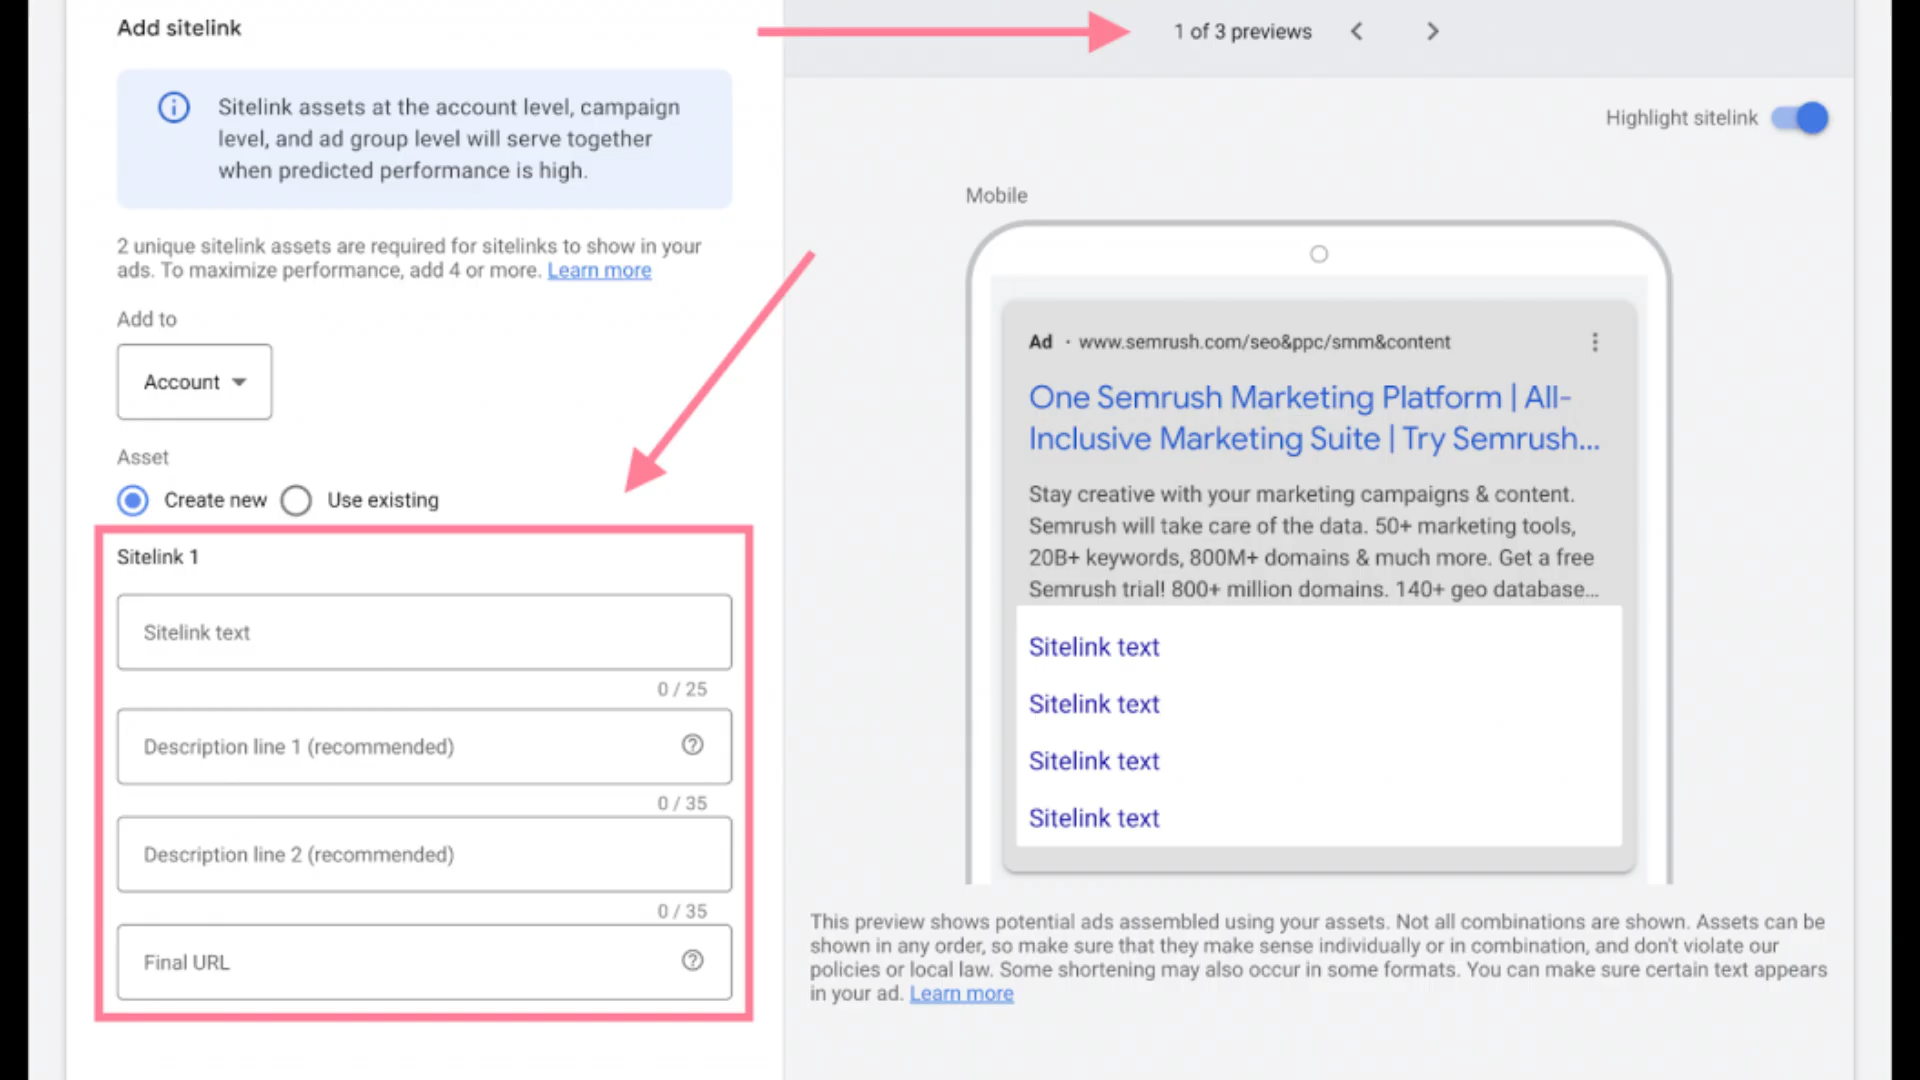 Add sitelink
Sitelink assets at the account level, campaign
level, and ad group level will serve together
when predicted performance is high.
2 unique sitelink assets are required for sitelinks to show in your
ads. To maximize performance, add 4 or more. Learn more
Add to
Account
Asset
Create new
Use existing
Sitelink 1
Sitelink text
0 / 25
Description line 1 (recommended)
0 / 35
Description line 2 (recommended)
0 / 35
Final URL
1 of 3 previews
Highlight sitelink
Mobile
Ad · www.semrush.com/seo&ppc/smm&content
One Semrush Marketing Platform | All-
Inclusive Marketing Suite | Try Semrush...
Stay creative with your marketing campaigns & content.
Semrush will take care of the data. 50+ marketing tools,
20B+ keywords, 800M+ domains & much more. Get a free
Semrush trial! 800+ million domains. 140+ geo database...
Sitelink text
Sitelink text
Sitelink text
Sitelink text
This preview shows potential ads assembled using your assets. Not all combinations are shown. Assets can be
shown in any order, so make sure that they make sense individually or in combination, and don't violate our
policies or local law. Some shortening may also occur in some formats. You can make sure certain text appears
in your ad. Learn more